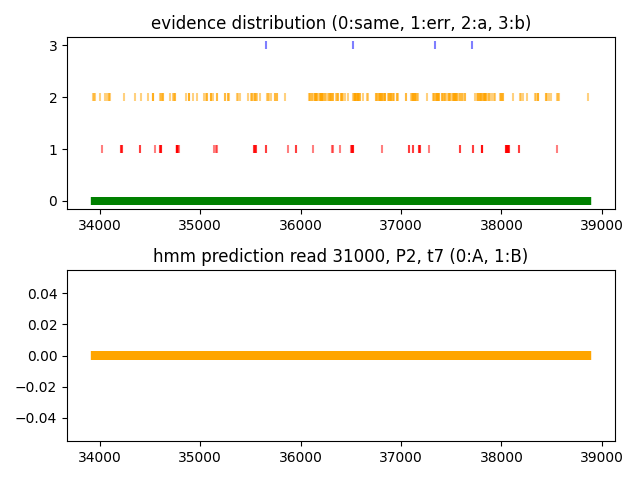 evidence distribution (0:same, 1:err, 2:a, 3:b)
3
2
1
0
34000 35000 36000 37000 38000 39000
hmm prediction read 31000, P2, t7 (0:A, 1:B)
0.04
0.02
0.00
−0.02
−0.04
34000 35000 36000 37000 38000 39000